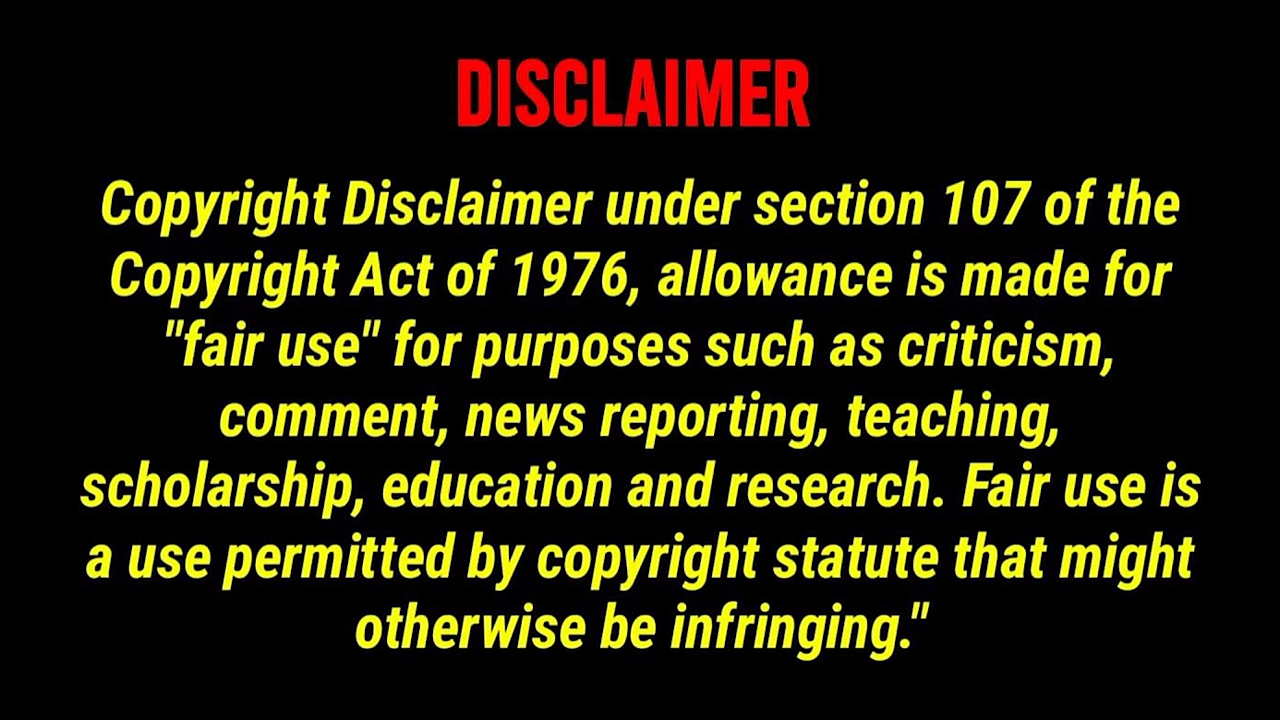 DISCLAIMER
Copyright Disclaimer under section 107 of the
Copyright Act of 1976, allowance is made for
"fair use" for purposes such as criticism,
comment, news reporting, teaching,
scholarship, education and research. Fair use is
a use permitted by copyright statute that might
otherwise be infringing."